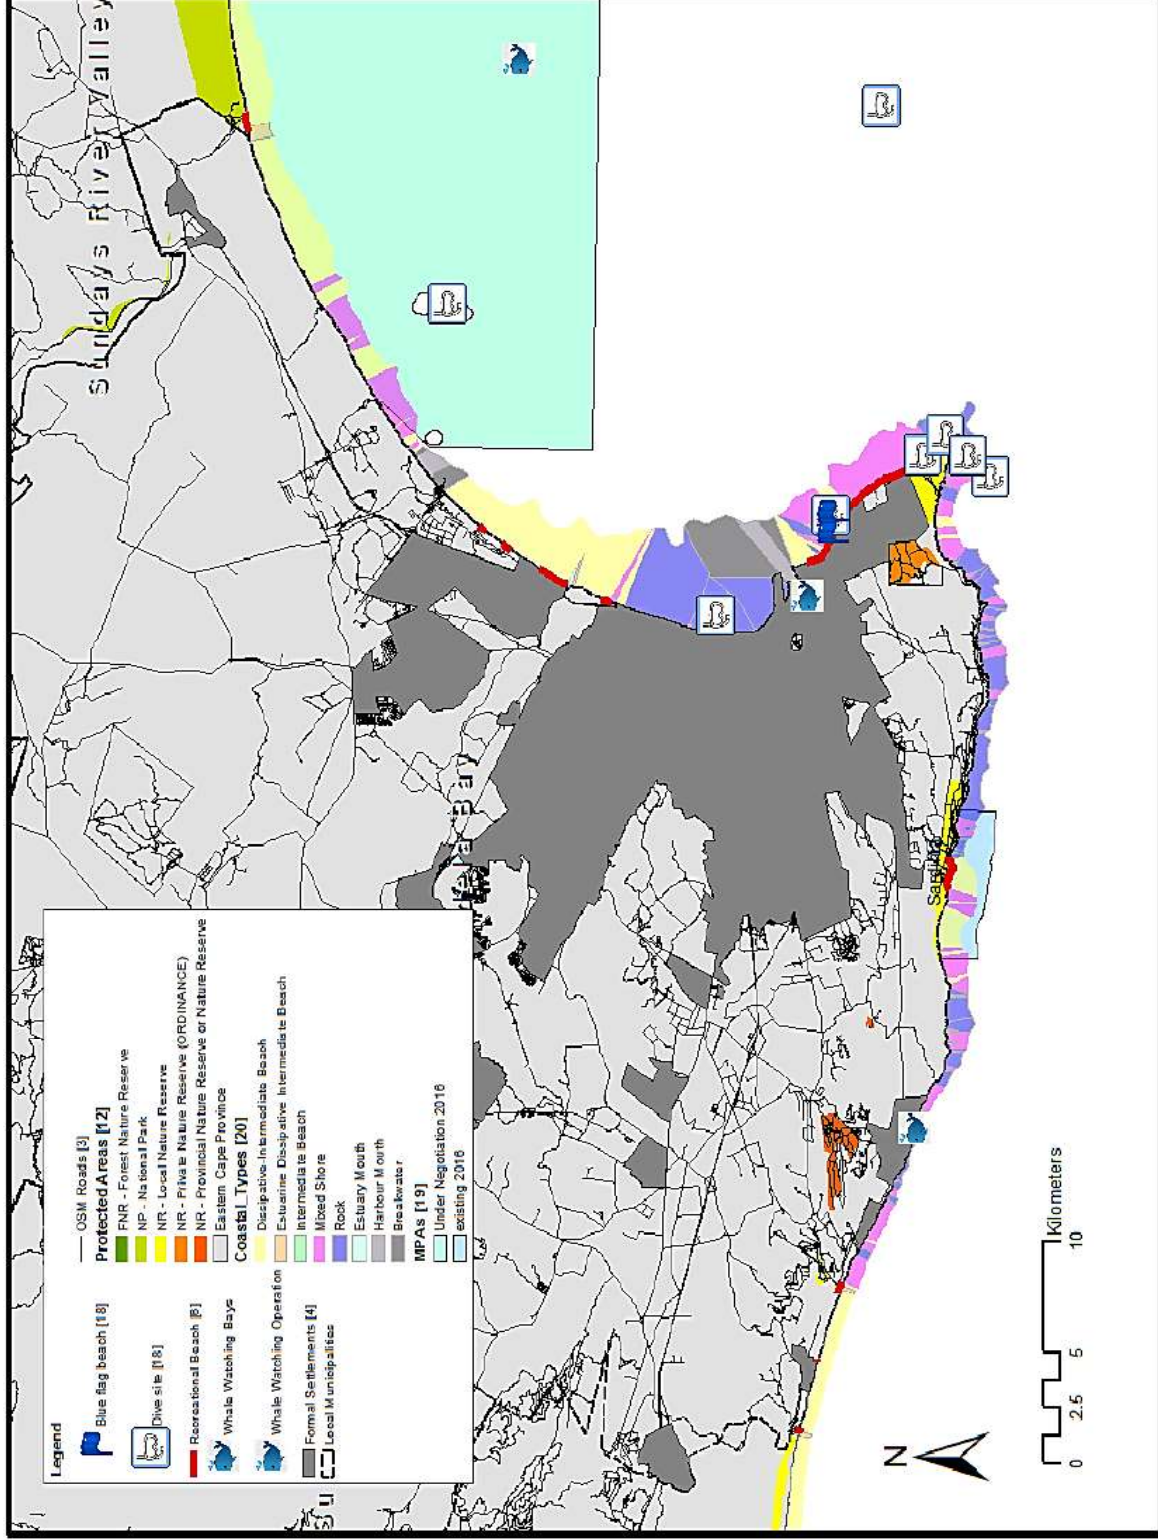 Legend
Blue flag beach [18]
Dive site [18]
Recreational Beach [8]
Whale Watching Bays
Whale Watching Operation
Formal Settlements [4]
Local Municipalities
OSM Roads [3]
Protected Areas [12]
FNR - Forest Nature Reserve
NP - National Park
NR - Local Nature Reserve
NR - Private Nature Reserve (ORDINANCE)
NR - Provincial Nature Reserve or Nature Reserve
Eastern Cape Province
Coastal_Types [20]
Dissipative-Intermediate Beach
Estuarine Dissipative Intermediate Beach
Intermediate Beach
Mixed Shore
Rock
Estuary Mouth
Harbour Mouth
Breakwater
MPAs [19]
Under Negotiation 2016
existing 2016
Sundays River Valley
Bay
N
0 2.5 5 10
Kilometers